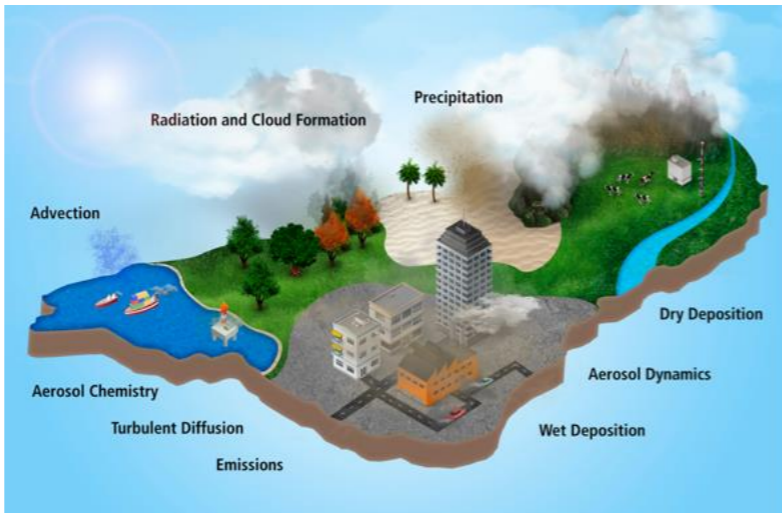 Precipitation
Radiation and Cloud Formation
Advection
Dry Deposition
Aerosol Dynamics
Aerosol Chemistry
Turbulent Diffusion
Wet Deposition
Emissions